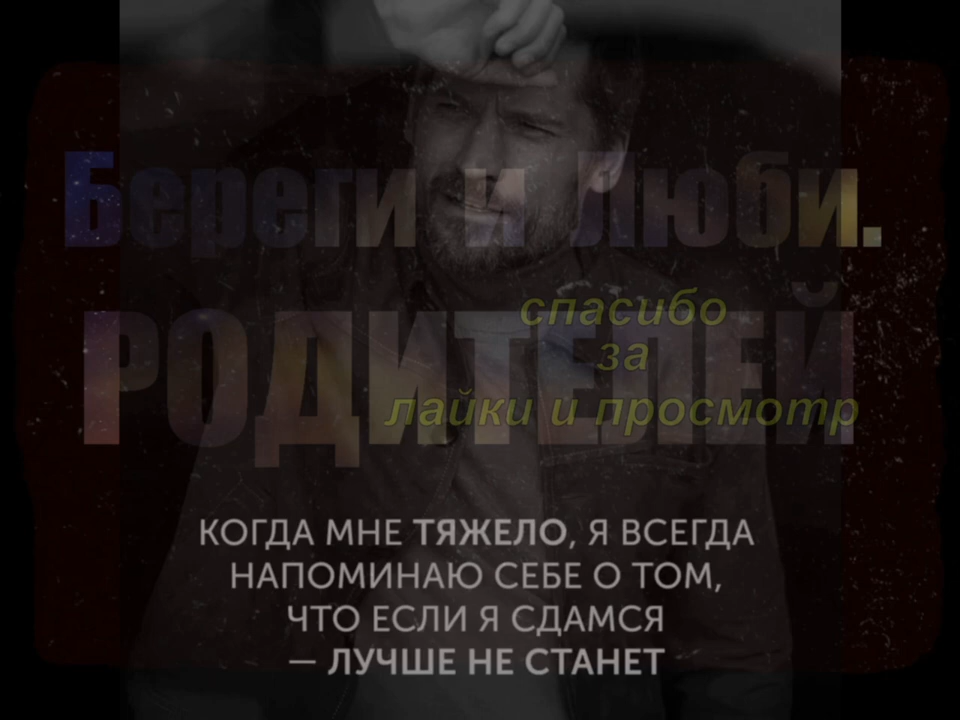 Береги и Люби.
РОДИТЕЛЕЙ
спасибо
за
лайки и просмотр
КОГДА МНЕ ТЯЖЕЛО, Я ВСЕГДА
НАПОМИНАЮ СЕБЕ О ТОМ,
ЧТО ЕСЛИ Я СДАМСЯ
— ЛУЧШЕ НЕ СТАНЕТ